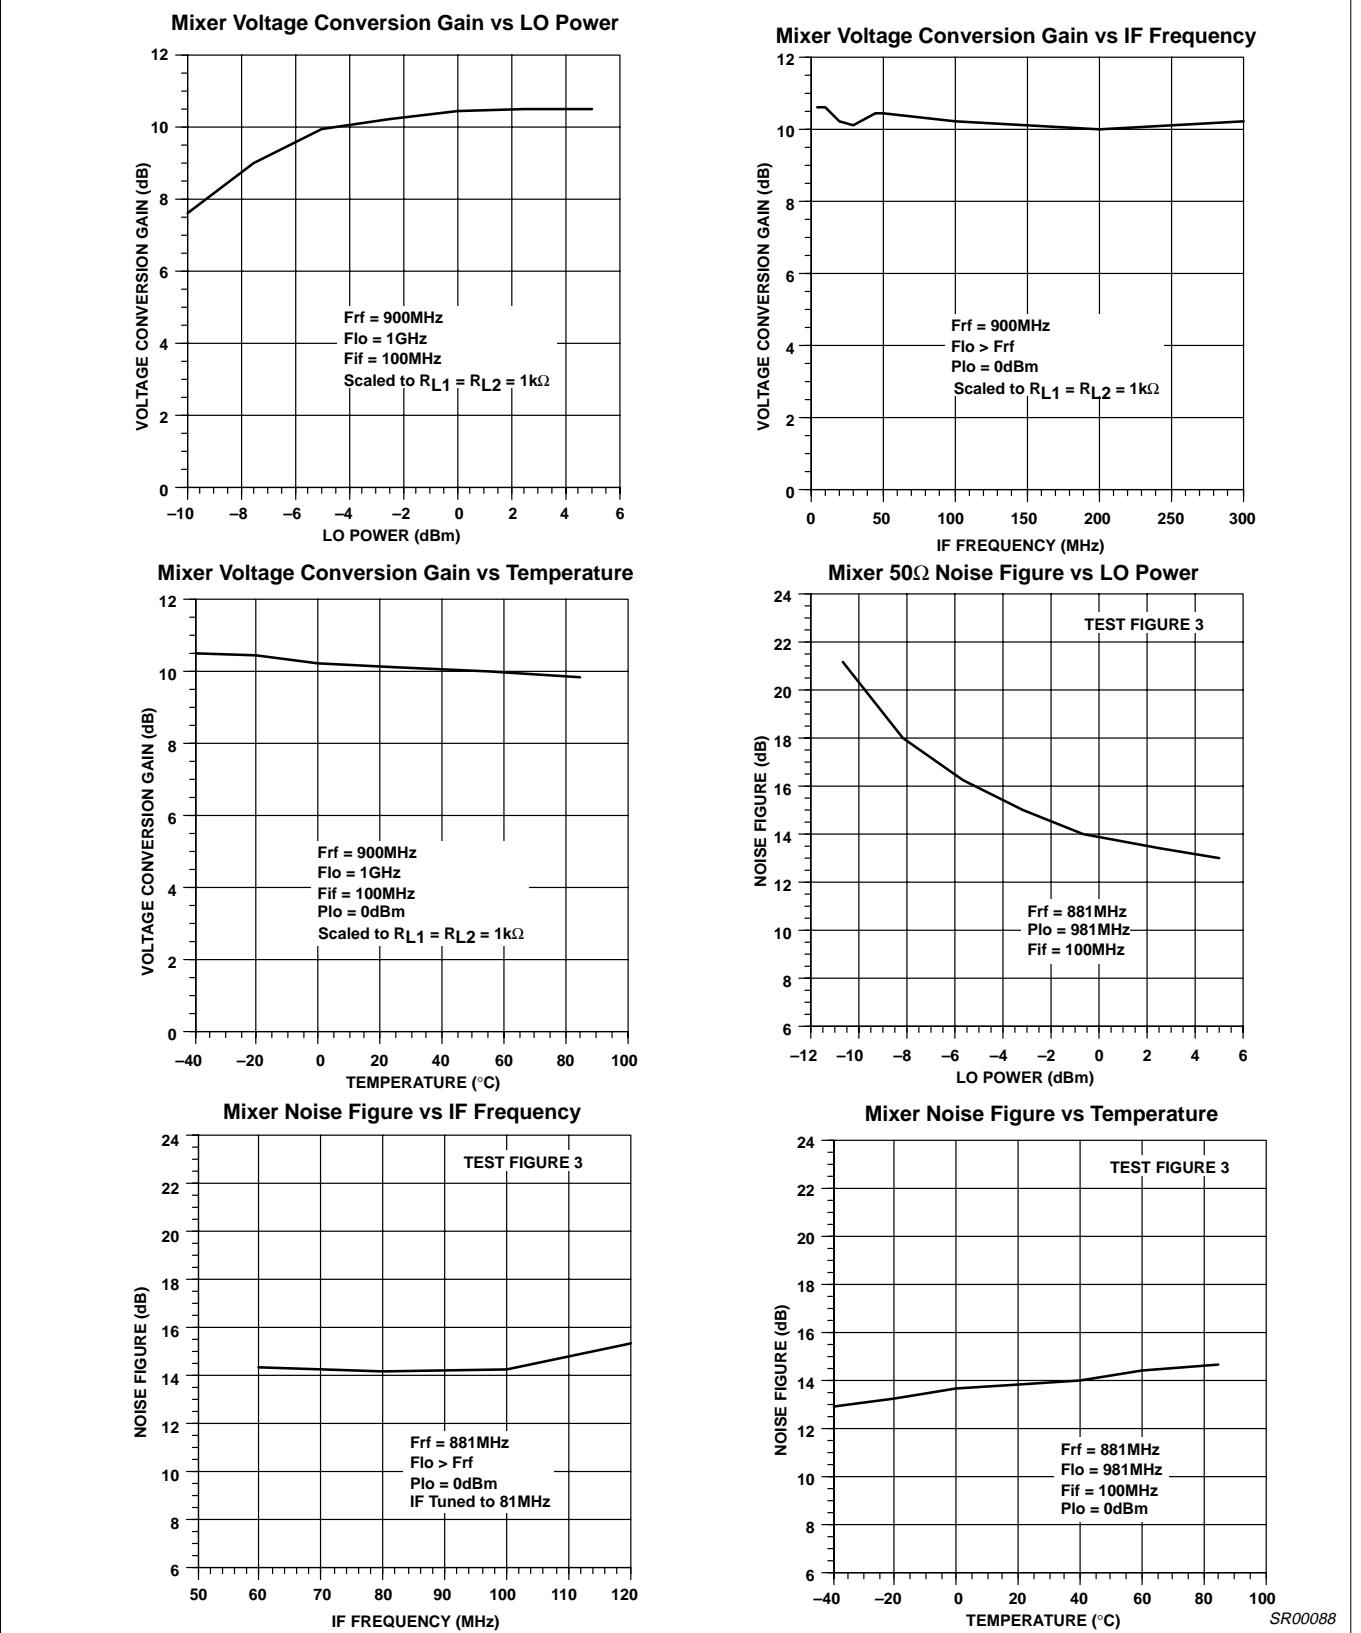 Mixer Voltage Conversion Gain vs LO Power
12
10
8
6
4
2
0
VOLTAGE CONVERSION GAIN (dB)
Frf = 900MHz
Flo = 1GHz
Fif = 100MHz
Scaled to RL1 = RL2 = 1kΩ
–10 –8 –6 –4 –2 0 2 4 6
LO POWER (dBm)
Mixer Voltage Conversion Gain vs IF Frequency
12
10
8
6
4
2
0
VOLTAGE CONVERSION GAIN (dB)
Frf = 900MHz
Flo > Frf
Plo = 0dBm
Scaled to RL1 = RL2 = 1kΩ
0 50 100 150 200 250 300
IF FREQUENCY (MHz)
Mixer Voltage Conversion Gain vs Temperature
12
10
8
6
4
2
0
VOLTAGE CONVERSION GAIN (dB)
Frf = 900MHz
Flo = 1GHz
Fif = 100MHz
Plo = 0dBm
Scaled to RL1 = RL2 = 1kΩ
–40 –20 0 20 40 60 80 100
TEMPERATURE (°C)
Mixer 50Ω Noise Figure vs LO Power
24
22
20
18
16
14
12
10
8
6
NOISE FIGURE (dB)
TEST FIGURE 3
Frf = 881MHz
Plo = 981MHz
Fif = 100MHz
–12 –10 –8 –6 –4 –2 0 2 4 6
LO POWER (dBm)
Mixer Noise Figure vs IF Frequency
24
22
20
18
16
14
12
10
8
6
NOISE FIGURE (dB)
TEST FIGURE 3
Frf = 881MHz
Flo > Frf
Plo = 0dBm
IF Tuned to 81MHz
50 60 70 80 90 100 110 120
IF FREQUENCY (MHz)
Mixer Noise Figure vs Temperature
24
22
20
18
16
14
12
10
8
6
NOISE FIGURE (dB)
TEST FIGURE 3
Frf = 881MHz
Flo = 981MHz
Fif = 100MHz
Plo = 0dBm
–40 –20 0 20 40 60 80 100
TEMPERATURE (°C)
SR00088